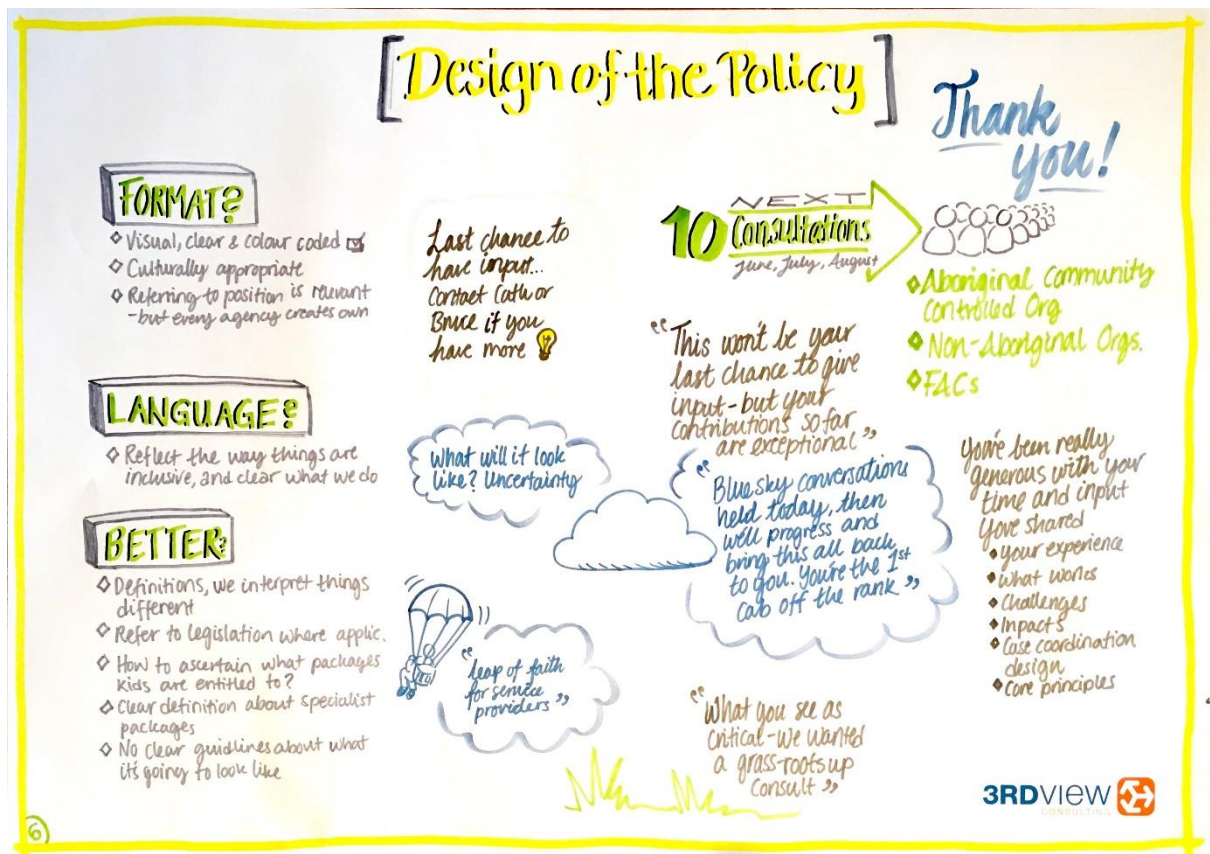 [Design of the Policy]
Thank
you!
FORMAT?
Visual, clear & colour coded
Culturally appropriate
Referring to position is relevant
-but every agency creates own
LANGUAGE?
Reflect the way things are
inclusive, and clear what we do
BETTER?
Definitions, we interpret things
different
Refer to legislation where applic.
How to ascertain what packages
kids are entitled to?
Clear definition about specialist
packages
No clear guidlines about what
it's going to look like
Last chance to
have input...
Contact Cath or
Bruce if you
have more
What will it look
like? Uncertainty
"leap of faith
for service
providers"
NEXT
10 Consultations
June, July, August
Aboriginal Community
Controlled Org
Non-Aboriginal Orgs.
FACs
"This won't be your
last chance to give
input-but your
contributions so far
are exceptional"
"Blue sky conversations
held today, then
we'll progress and
bring this all back
to you. You're the 1st
cab off the rank"
"What you see as
critical-we wanted
a grass-roots up
consult"
You've been really
generous with your
time and input
yove shared
your experience
what works
Challenges
Inpacts
Case coordination
design
Core principles
3RDVIEW
CONSULTING
6